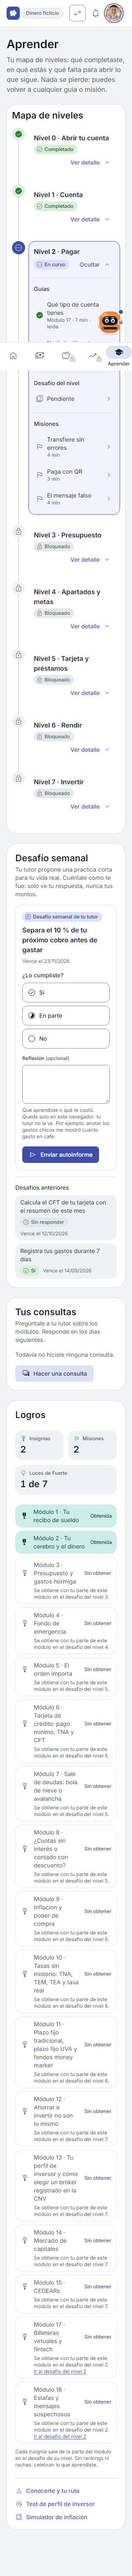 Dinero ficticio
Aprender
Tu mapa de niveles: qué completaste,
en qué estás y qué falta para abrir lo
que sigue. Nada se pierde: podés
Mapa de niveles
Nivel 0 · Abrir tu cuenta
Completado
Ver detalle
Nivel 1 · Cuenta
Completado
Ver detalle
Nivel 2 · Pagar
En curso
Ocultar
Guías
Qué tipo de cuenta
tienes
Módulo 17 · 7 min ·
leída
Aprender
Desafío del nivel
Pendiente
Misiones
Transfiere sin
errores
4 min
Paga con QR
3 min
El mensaje falso
4 min
Nivel 3 · Presupuesto
Bloqueado
Ver detalle
Nivel 4 · Apartados y
metas
Bloqueado
Ver detalle
Nivel 5 · Tarjeta y
préstamos
Bloqueado
Ver detalle
Nivel 6 · Rendir
Bloqueado
Ver detalle
Nivel 7 · Invertir
Bloqueado
Ver detalle
Desafío semanal
Tu tutor propone una práctica corta
para tu vida real. Cuéntale cómo te
fue: solo ve tu respuesta, nunca tus
montos.
Desafío semanal de tu tutor
Separa el 10 % de tu
próximo cobro antes de
gastar
Vence el 23/11/2026
¿Lo cumpliste?
Sí
En parte
No
Reflexión (opcional)
Qué aprendiste o qué te costó.
Queda solo en este navegador: tu
tutor no la ve. Por ejemplo: anotar los
gastos chicos me mostró cuánto
gasto en café.
Enviar autoinforme
Desafíos anteriores
Calcula el CFT de tu tarjeta con
el resumen de este mes
Sin responder
Vence el 12/10/2026
Registra tus gastos durante 7
días
Sí
Vence el 14/09/2026
Tus consultas
Pregúntale a tu tutor sobre los
módulos. Responde en los días
siguientes.
Todavía no hiciste ninguna consulta.
Hacer una consulta
Logros
Insignias
2
Misiones
2
Luces de Fuerte
1 de 7
Módulo 1 · Tu
recibo de sueldo
Obtenida
Módulo 2 · Tu
cerebro y el dinero
Obtenida
Módulo 3 ·
Presupuesto y
gastos hormiga
Sin obtener
Se obtiene con tu parte de este
módulo en el desafío del nivel 3.
Módulo 4 ·
Fondo de
emergencia
Sin obtener
Se obtiene con tu parte de este
módulo en el desafío del nivel 4.
Módulo 5 · El
orden importa
Sin obtener
Se obtiene con tu parte de este
módulo en el desafío del nivel 5.
Módulo 6 ·
Tarjeta de
crédito: pago
mínimo, TNA y
CFT
Sin obtener
Se obtiene con tu parte de este
módulo en el desafío del nivel 5.
Módulo 7 · Salir
de deudas: bola
de nieve o
avalancha
Sin obtener
Se obtiene con tu parte de este
módulo en el desafío del nivel 5.
Módulo 8 ·
¿Cuotas sin
interés o
contado con
descuento?
Sin obtener
Se obtiene con tu parte de este
módulo en el desafío del nivel 5.
Módulo 9 ·
Inflación y
poder de
compra
Sin obtener
Se obtiene con tu parte de este
módulo en el desafío del nivel 6.
Módulo 10 ·
Tasas sin
misterio: TNA,
TEM, TEA y tasa
real
Sin obtener
Se obtiene con tu parte de este
módulo en el desafío del nivel 6.
Módulo 11 ·
Plazo fijo
tradicional,
plazo fijo UVA y
fondos money
market
Sin obtener
Se obtiene con tu parte de este
módulo en el desafío del nivel 6.
Módulo 12 ·
Ahorrar e
invertir no son
lo mismo
Sin obtener
Se obtiene con tu parte de este
módulo en el desafío del nivel 7.
Módulo 13 · Tu
perfil de
inversor y cómo
elegir un bróker
registrado en la
CNV
Sin obtener
Se obtiene con tu parte de este
módulo en el desafío del nivel 7.
Módulo 14 ·
Mercado de
capitales
Sin obtener
Se obtiene con tu parte de este
módulo en el desafío del nivel 7.
Módulo 15 ·
CEDEARs
Sin obtener
Se obtiene con tu parte de este
módulo en el desafío del nivel 7.
Módulo 17 ·
Billeteras
virtuales y
fintech
Sin obtener
Se obtiene con tu parte de este
módulo en el desafío del nivel 2.
Ir al desafío del nivel 2
Módulo 18 ·
Estafas y
mensajes
sospechosos
Sin obtener
Se obtiene con tu parte de este
módulo en el desafío del nivel 2.
Ir al desafío del nivel 2
Cada insignia sale de la parte del módulo
en el desafío de su nivel. Sin rankings ni
rachas: celebran lo que aprendiste.
Conocerte y tu ruta
Test de perfil de inversor
Simulador de inflación